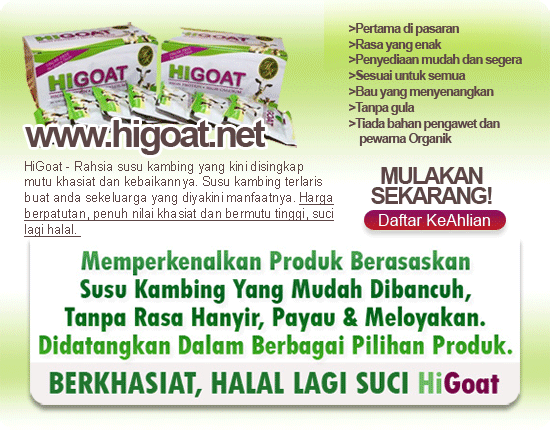 HiGOAT
HiGOAT
www.higoat.net
>Pertama di pasaran
>Rasa yang enak
>Penyediaan mudah dan segera
>Sesuai untuk semua
>Bau yang menyenangkan
>Tanpa gula
>Tiada bahan pengawet dan
pewarna Organik
HiGoat - Rahsia susu kambing yang kini disingkap
mutu khasiat dan kebaikannya. Susu kambing terlaris
buat anda sekeluarga yang diyakini manfaatnya. Harga
berpatutan, penuh nilai khasiat dan bermutu tinggi, suci
lagi halal.
MULAKAN
SEKARANG!
Daftar KeAhlian
Memperkenalkan Produk Berasaskan
Susu Kambing Yang Mudah Dibancuh,
Tanpa Rasa Hanyir, Payau & Meloyakan.
Didatangkan Dalam Berbagai Pilihan Produk.
BERKHASIAT, HALAL LAGI SUCI HiGoat